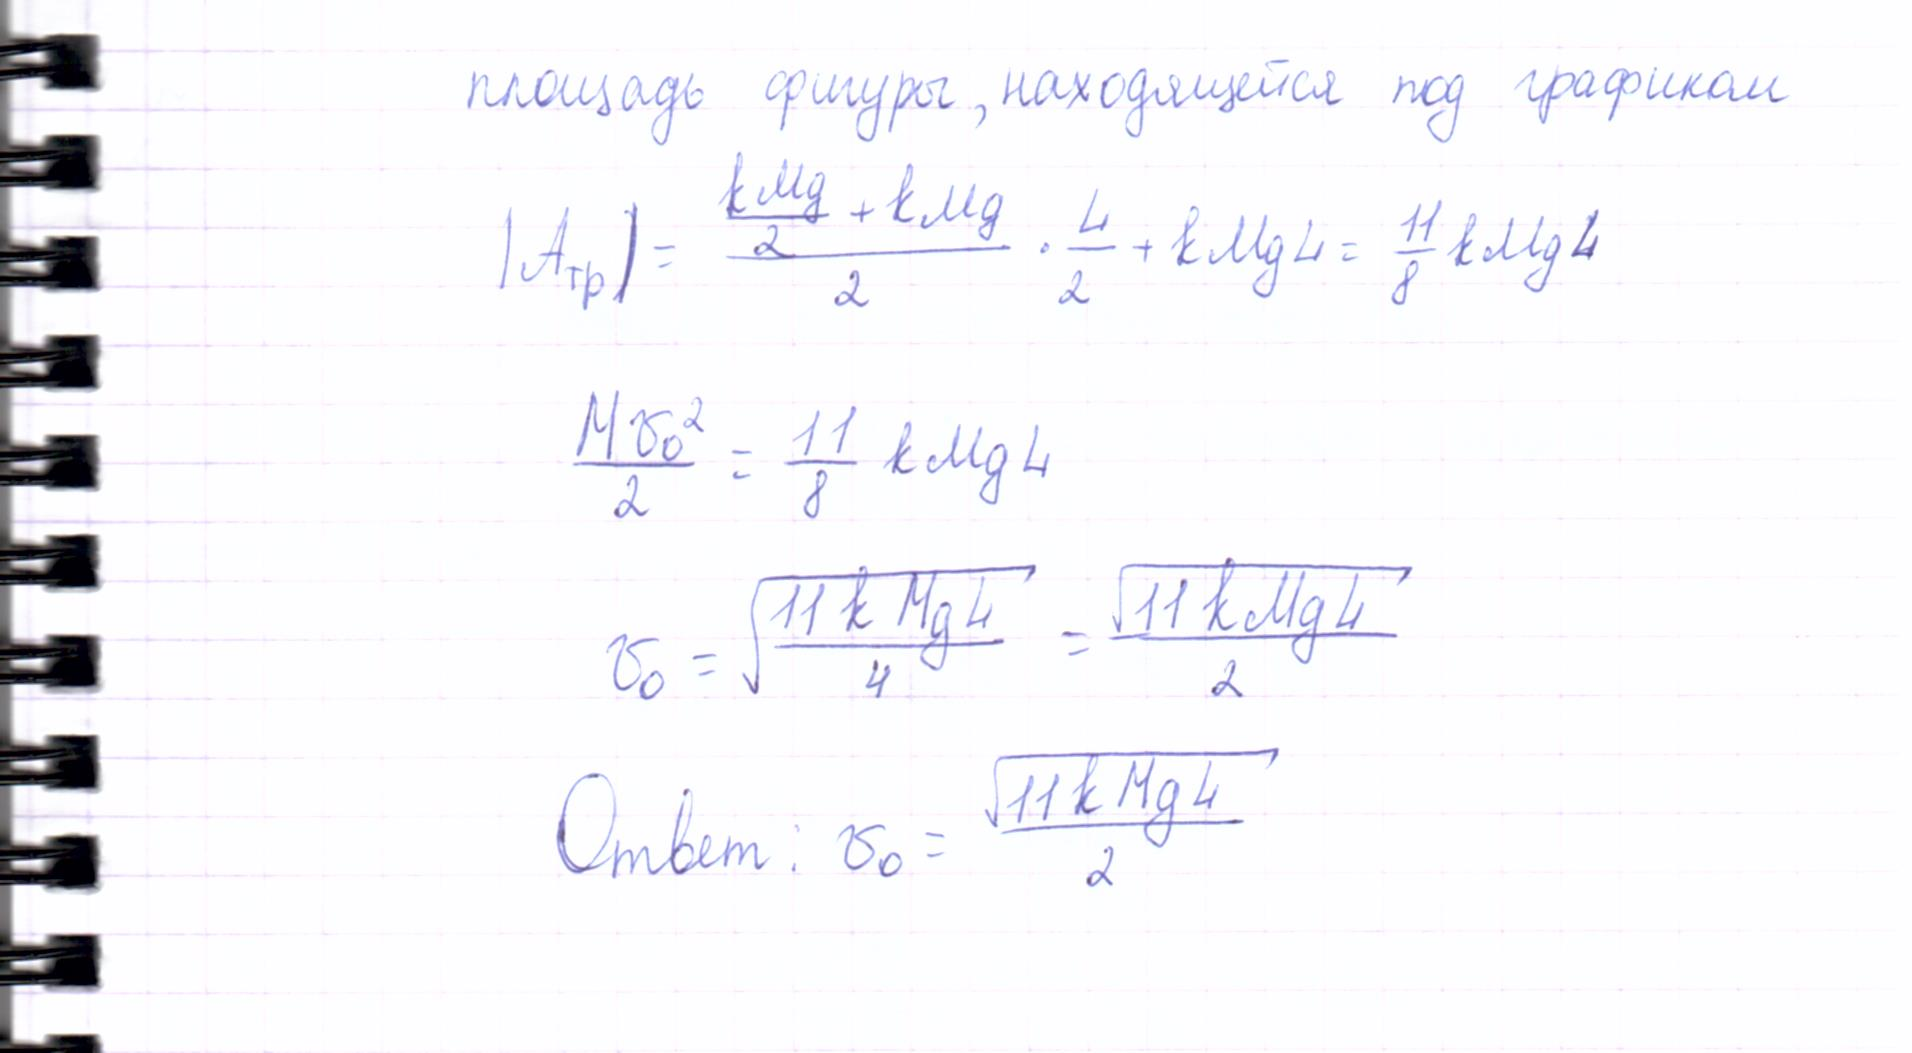 площадь фигуры, находящейся под графиком
|Aтр| = (kMg/2 + kMg)/2 · L/2 + kMgL = 11/8 kMgL
Mv₀²/2 = 11/8 kMgL
v₀ = √(11kMgL/4) = √(11kMgL)/2
Ответ: v₀ = √(11kMgL)/2